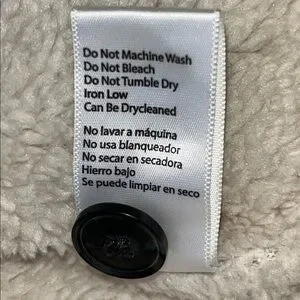 Do Not Machine Wash
Do Not Bleach
Do Not Tumble Dry
Iron Low
Can Be Drycleaned
No lavar a máquina
No usa blanqueador
No secar en secadora
Hierro bajo
Se puede limpiar en seco